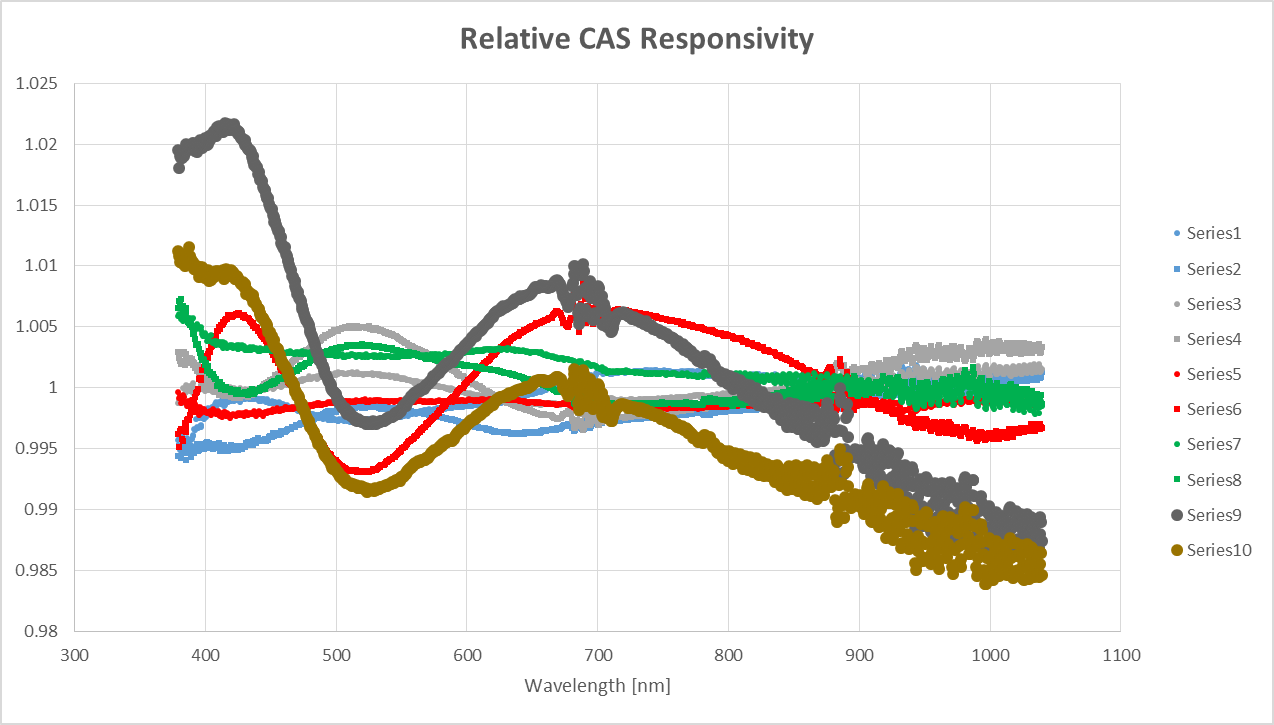 Relative CAS Responsivity
1.025
1.02
1.015
1.01
1.005
1
0.995
0.99
0.985
0.98
300 400 500 600 700 800 900 1000 1100
Wavelength [nm]
Series1
Series2
Series3
Series4
Series5
Series6
Series7
Series8
Series9
Series10